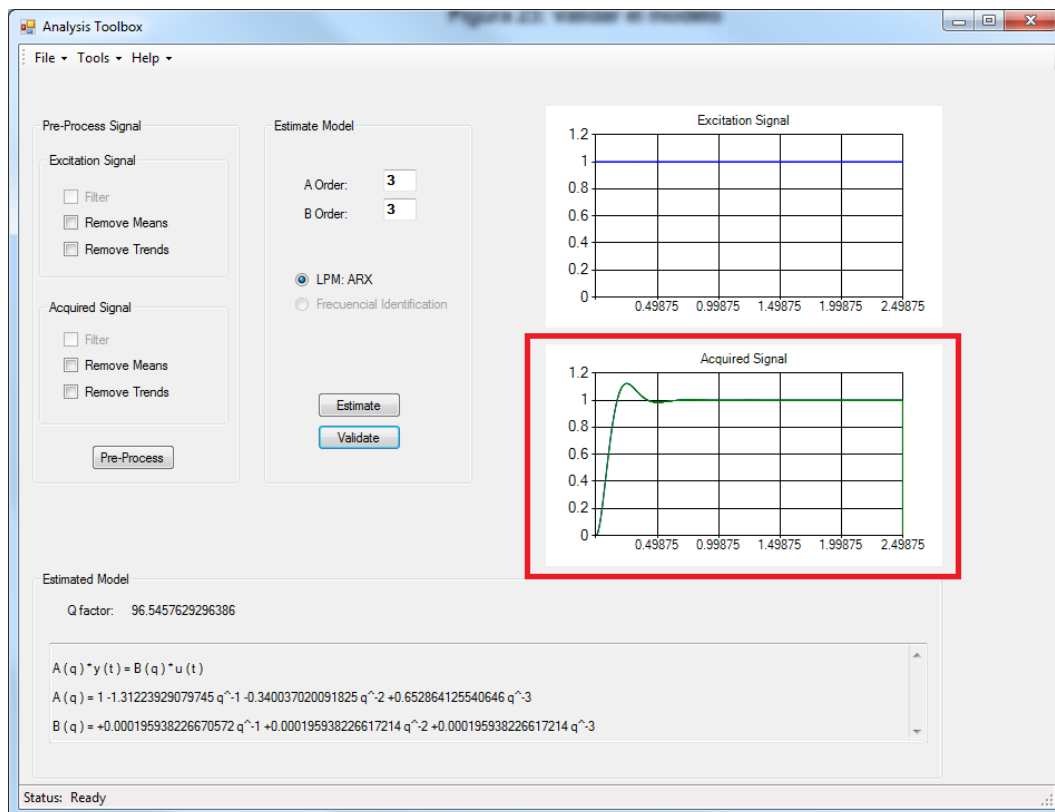 Figura 23. Validar el modelo
Analysis Toolbox
File Tools Help
Pre-Process Signal
Excitation Signal
Filter
Remove Means
Remove Trends
Acquired Signal
Filter
Remove Means
Remove Trends
Pre-Process
Estimate Model
A Order: 3
B Order: 3
LPM: ARX
Frecuencial Identification
Estimate
Validate
Excitation Signal
1.2
1
0.8
0.6
0.4
0.2
0
0.49875 0.99875 1.49875 1.99875 2.49875
Acquired Signal
1.2
1
0.8
0.6
0.4
0.2
0
0.49875 0.99875 1.49875 1.99875 2.49875
Estimated Model
Q factor: 96.5457629296386
A ( q ) * y ( t ) = B ( q ) * u ( t )
A ( q ) = 1 -1.31223929079745 q^-1 -0.340037020091825 q^-2 +0.652864125540646 q^-3
B ( q ) = +0.000195938226670572 q^-1 +0.000195938226617214 q^-2 +0.000195938226617214 q^-3
Status: Ready